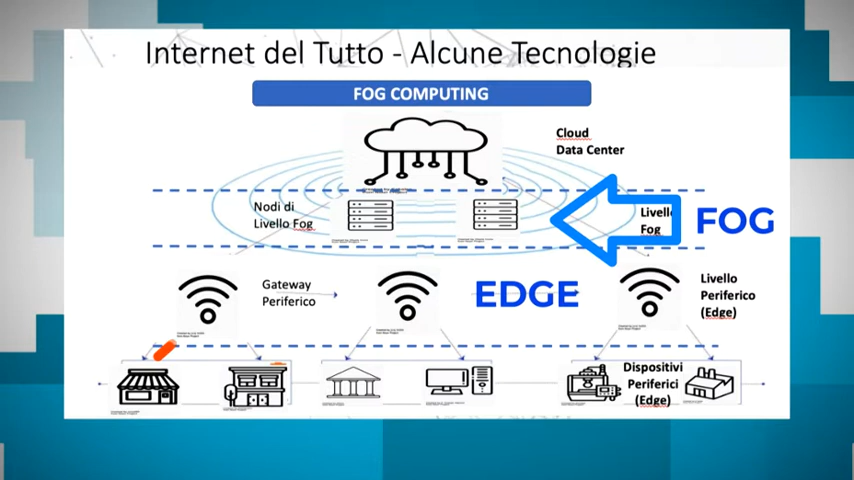 Internet del Tutto - Alcune Tecnologie
FOG COMPUTING
Cloud
Data Center
Nodi di
Livello Fog
Livello
Fog
FOG
Gateway
Periferico
EDGE
Livello
Periferico
(Edge)
Dispositivi
Periferici
(Edge)